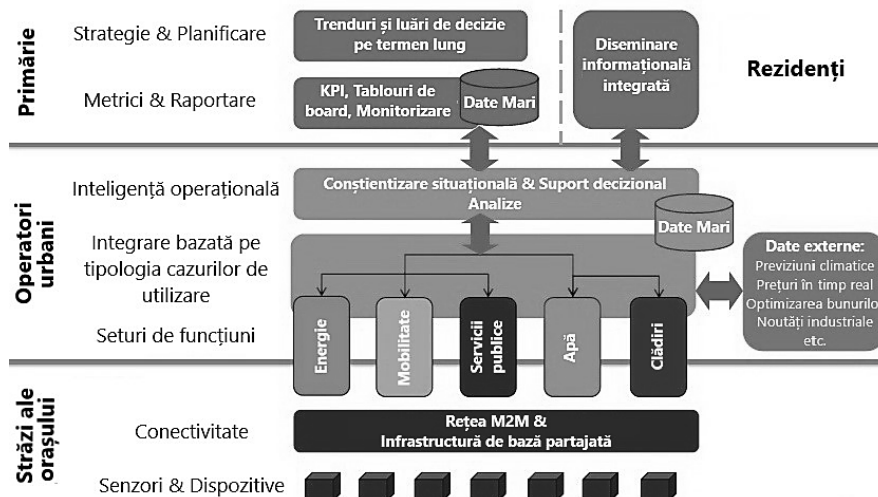 Primărie
Strategie & Planificare
Trenduri și luări de decizie
pe termen lung
Metrici & Raportare
KPI, Tablouri de
board, Monitorizare
Date Mari
Diseminare
informațională
integrată
Rezidenți
Operatori
urbani
Inteligență operațională
Conștientizare situațională & Suport decizional
Analize
Date Mari
Integrare bazată pe
tipologia cazurilor de
utilizare
Date externe:
Previziuni climatice
Prețuri în timp real
Optimizarea bunurilo
Noutăți industriale
etc.
Seturi de funcțiuni
Energie
Mobilitate
Servicii
publice
Apă
Clădiri
Străzi ale
orașului
Conectivitate
Rețea M2M &
Infrastructură de bază partajată
Senzori & Dispozitive